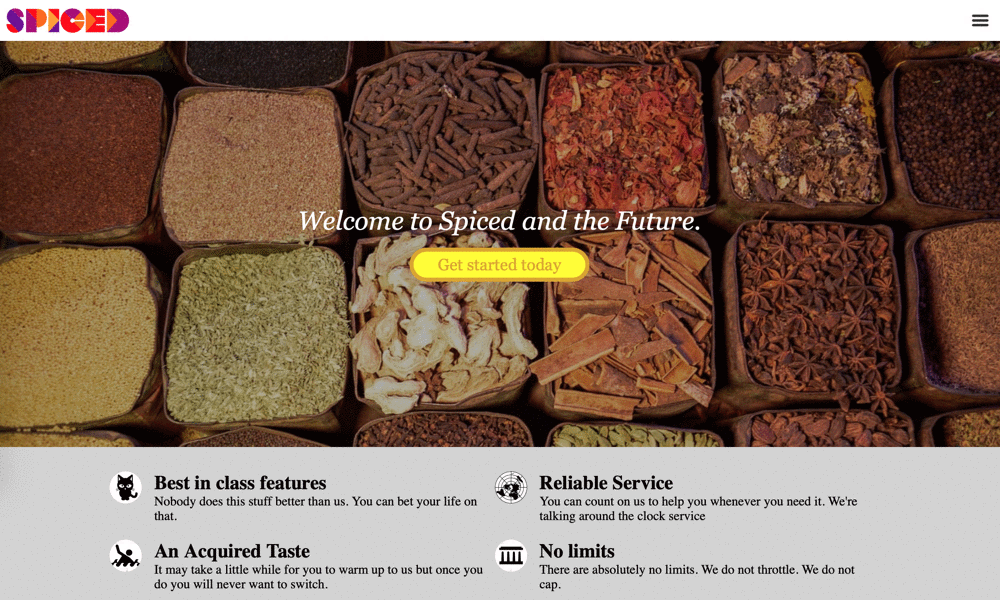 SPICED
Welcome to Spiced and the Future.
Get started today
Best in class features
Nobody does this stuff better than us. You can bet your life on
that.
Reliable Service
You can count on us to help you whenever you need it. We're
talking around the clock service
An Acquired Taste
It may take a little while for you to warm up to us but once you
do you will never want to switch.
No limits
There are absolutely no limits. We do not throttle. We do not
cap.